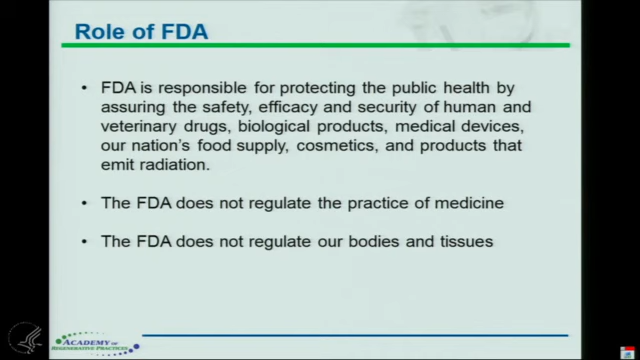 Role of FDA
• FDA is responsible for protecting the public health by
assuring the safety, efficacy and security of human and
veterinary drugs, biological products, medical devices,
our nation's food supply, cosmetics, and products that
emit radiation.
• The FDA does not regulate the practice of medicine
• The FDA does not regulate our bodies and tissues
ACADEMY OF
REGENERATIVE PRACTICES